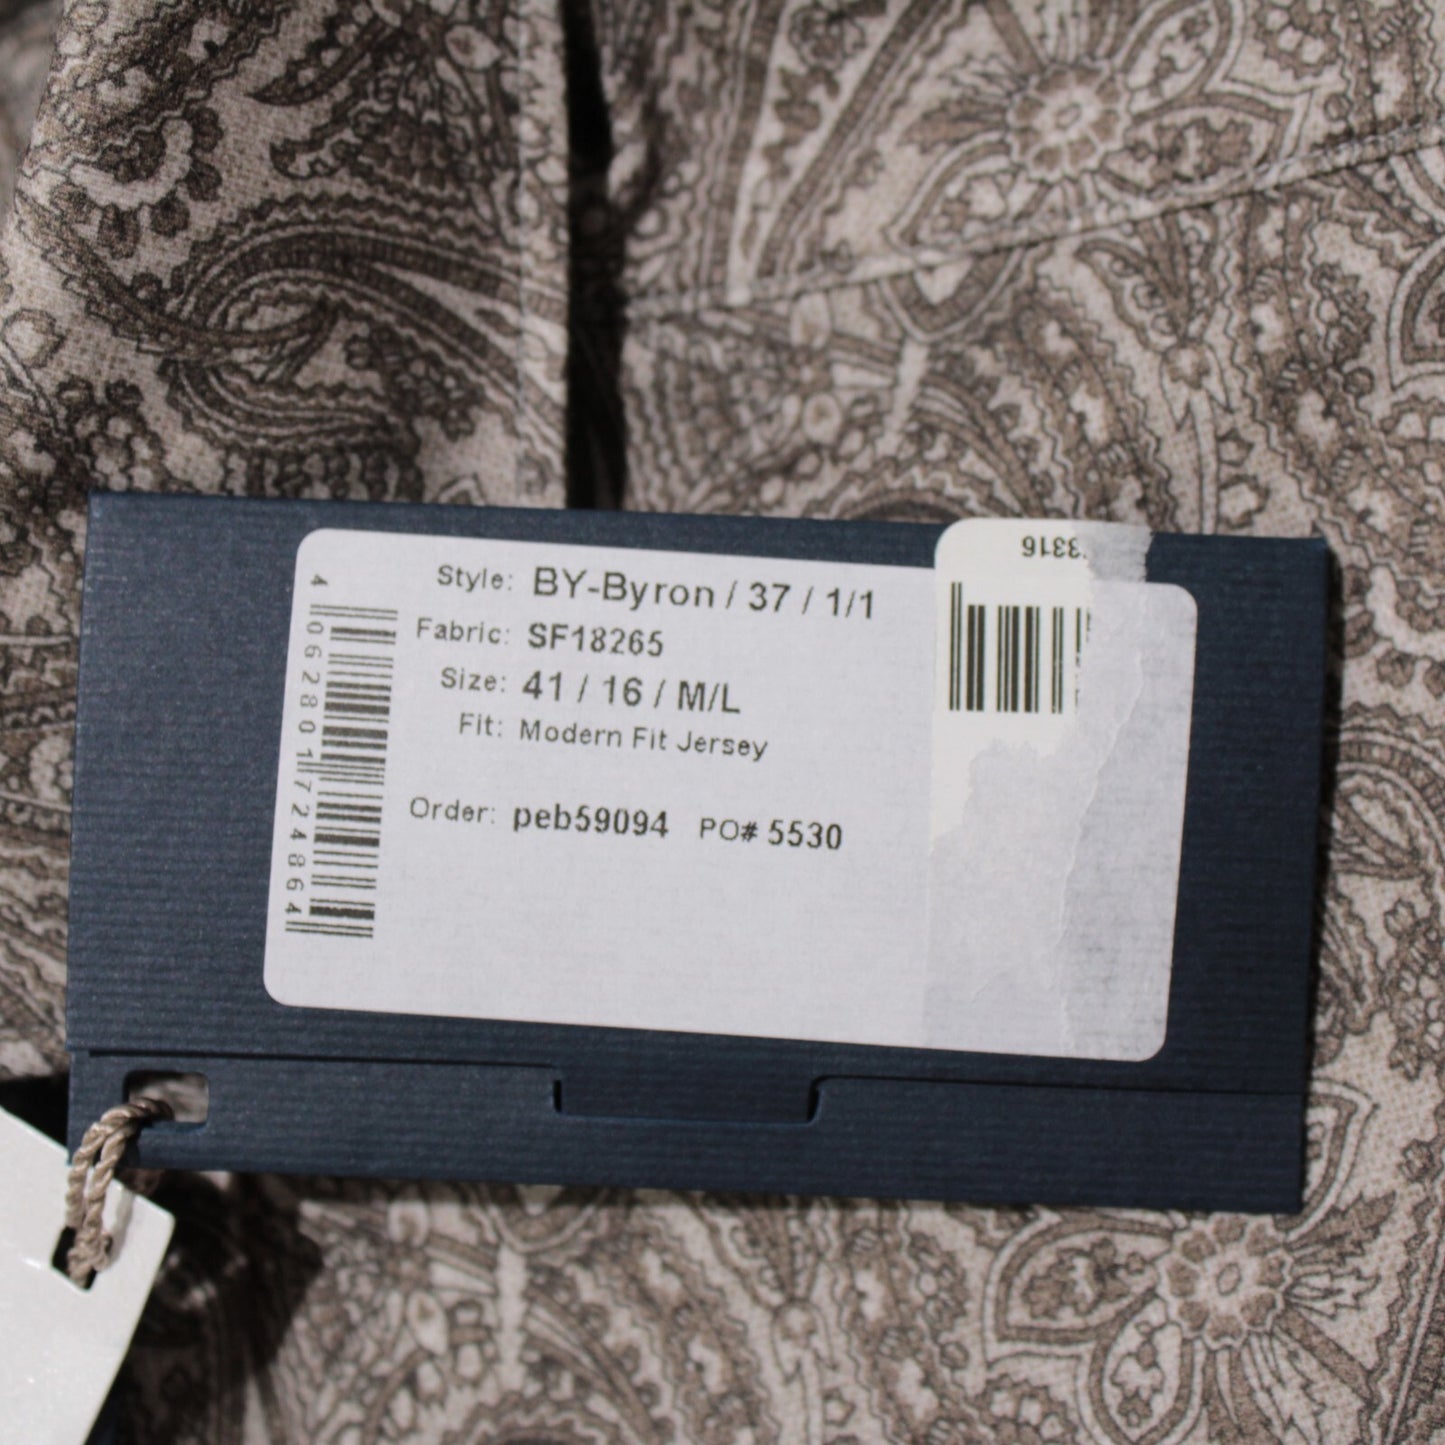 Style: BY-Byron / 37 / 1/1
Fabric: SF18265
Size: 41 / 16 / M/L
Fit: Modern Fit Jersey
Order: peb59094 PO# 5530
4 062801 724864
3316